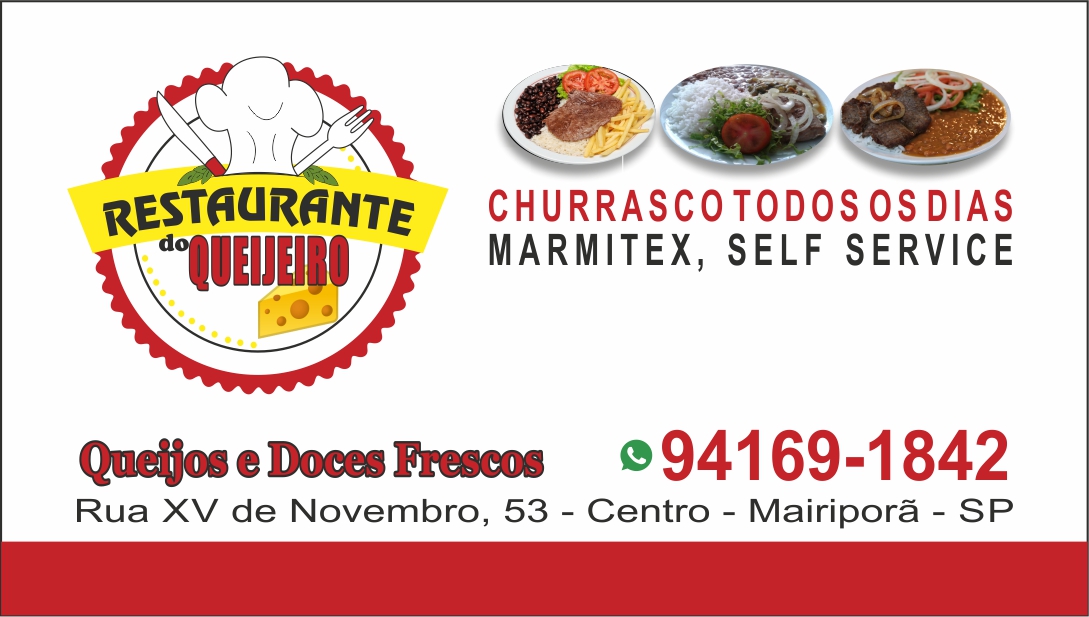 RESTAURANTE
do QUEIJEIRO
CHURRASCO TODOS OS DIAS
MARMITEX, SELF SERVICE
Queijos e Doces Frescos
94169-1842
Rua XV de Novembro, 53 - Centro - Mairiporã - SP